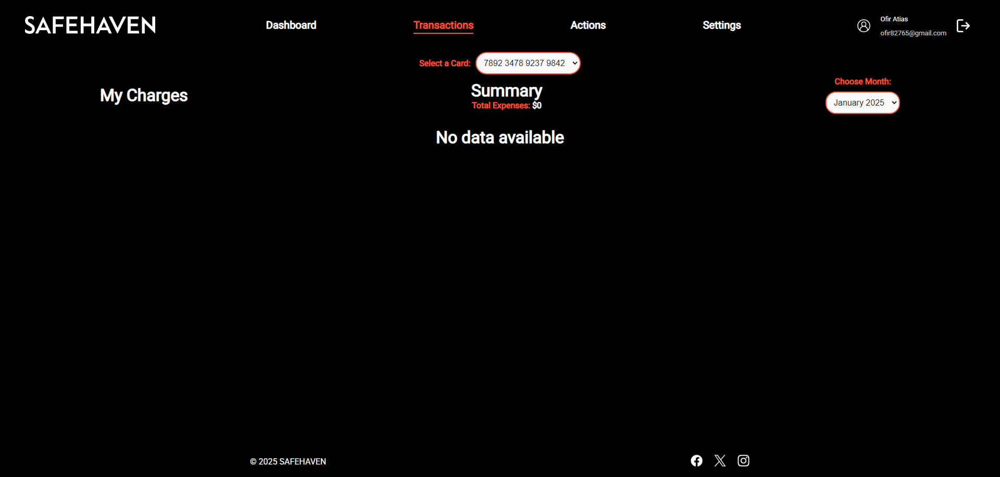 SAFEHAVEN
Dashboard
Transactions
Actions
Settings
Ofir Atias
ofir82765@gmail.com
Select a Card: 7892 3478 9237 9842
My Charges
Summary
Total Expenses: $0
Choose Month:
January 2025
No data available
© 2025 SAFEHAVEN